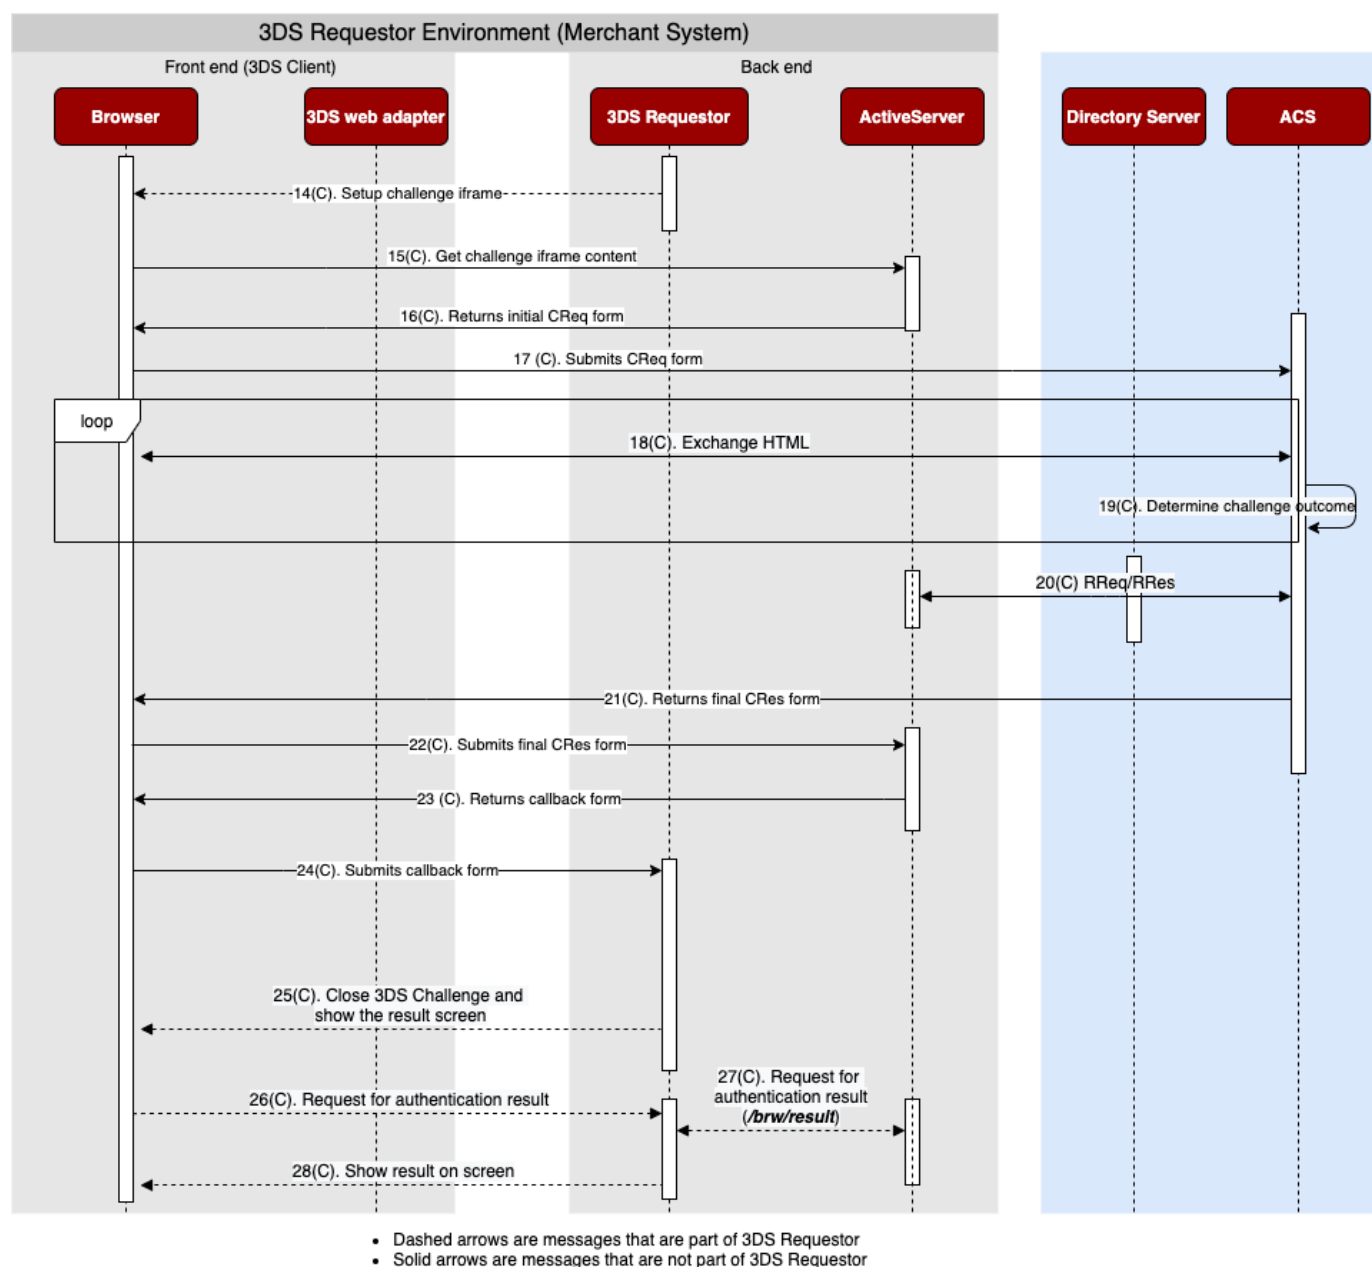 3DS Requestor Environment (Merchant System)
Front end (3DS Client)
Back end
Browser
3DS web adapter
3DS Requestor
ActiveServer
Directory Server
ACS
14(C). Setup challenge iframe
15(C). Get challenge iframe content
16(C). Returns initial CReq form
17 (C). Submits CReq form
loop
18(C). Exchange HTML
19(C). Determine challenge outcome
20(C) RReq/RRes
21(C). Returns final CRes form
22(C). Submits final CRes form
23 (C). Returns callback form
24(C). Submits callback form
25(C). Close 3DS Challenge and
show the result screen
26(C). Request for authentication result
27(C). Request for
authentication result
(/brw/result)
28(C). Show result on screen
• Dashed arrows are messages that are part of 3DS Requestor
• Solid arrows are messages that are not part of 3DS Requestor